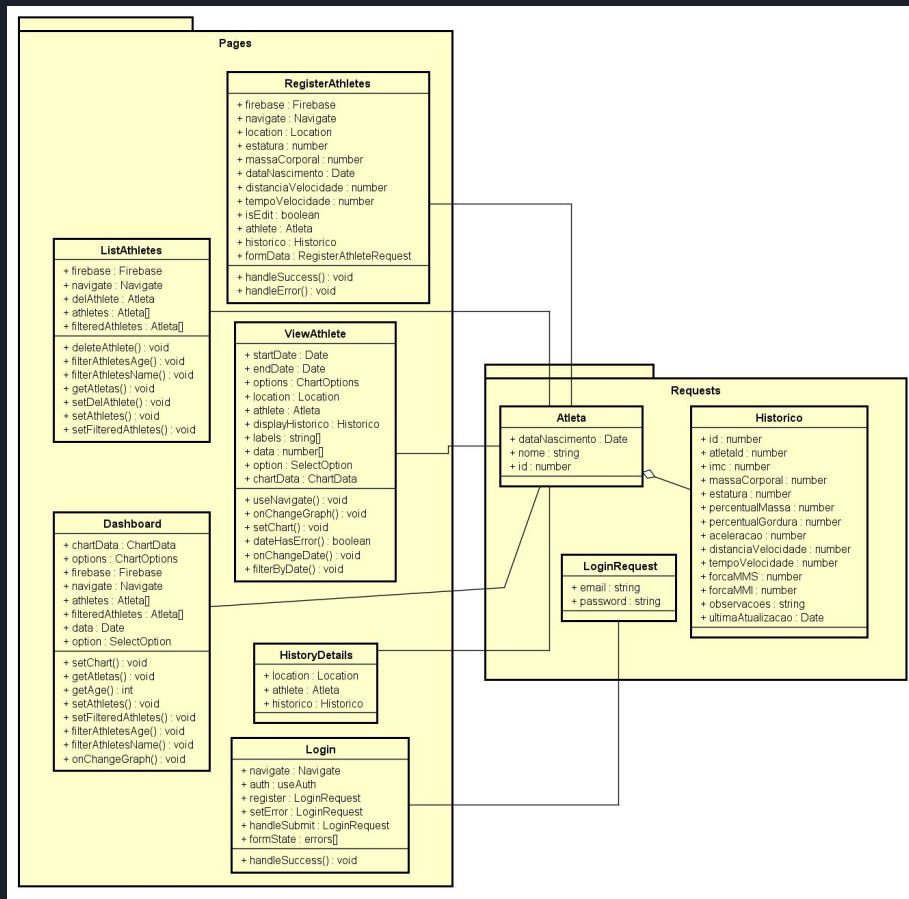 Pages
RegisterAthletes
+ firebase : Firebase
+ navigate : Navigate
+ location : Location
+ estatura : number
+ massaCorporal : number
+ dataNascimento : Date
+ distanciaVelocidade : number
+ tempoVelocidade : number
+ isEdit : boolean
+ athlete : Atleta
+ historico : Historico
+ formData : RegisterAthleteRequest
+ handleSuccess() : void
+ handleError() : void
ListAthletes
+ firebase : Firebase
+ navigate : Navigate
+ delAthlete : Atleta
+ athletes : Atleta[]
+ filteredAthletes : Atleta[]
+ deleteAthlete() : void
+ filterAthletesAge() : void
+ filterAthletesName() : void
+ getAtletas() : void
+ setDelAthlete() : void
+ setAthletes() : void
+ setFilteredAthletes() : void
ViewAthlete
+ startDate : Date
+ endDate : Date
+ options : ChartOptions
+ location : Location
+ athlete : Atleta
+ displayHistorico : Historico
+ labels : string[]
+ data : number[]
+ option : SelectOption
+ chartData : ChartData
+ useNavigate() : void
+ onChangeGraph() : void
+ setChart() : void
+ dateHasError() : boolean
+ onChangeDate() : void
+ filterByDate() : void
Dashboard
+ chartData : ChartData
+ options : ChartOptions
+ firebase : Firebase
+ navigate : Navigate
+ athletes : Atleta[]
+ filteredAthletes : Atleta[]
+ data : Date
+ option : SelectOption
+ setChart() : void
+ getAtletas() : void
+ getAge() : int
+ setAthletes() : void
+ setFilteredAthletes() : void
+ filterAthletesAge() : void
+ filterAthletesName() : void
+ onChangeGraph() : void
HistoryDetails
+ location : Location
+ athlete : Atleta
+ historico : Historico
Login
+ navigate : Navigate
+ auth : useAuth
+ register : LoginRequest
+ setError : LoginRequest
+ handleSubmit : LoginRequest
+ formState : errors[]
+ handleSuccess() : void
Requests
Atleta
+ dataNascimento : Date
+ nome : string
+ id : number
Historico
+ id : number
+ atletaId : number
+ imc : number
+ massaCorporal : number
+ estatura : number
+ percentualMassa : number
+ percentualGordura : number
+ aceleracao : number
+ distanciaVelocidade : number
+ tempoVelocidade : number
+ forcaMMS : number
+ forcaMMI : number
+ observacoes : string
+ ultimaAtualizacao : Date
LoginRequest
+ email : string
+ password : string